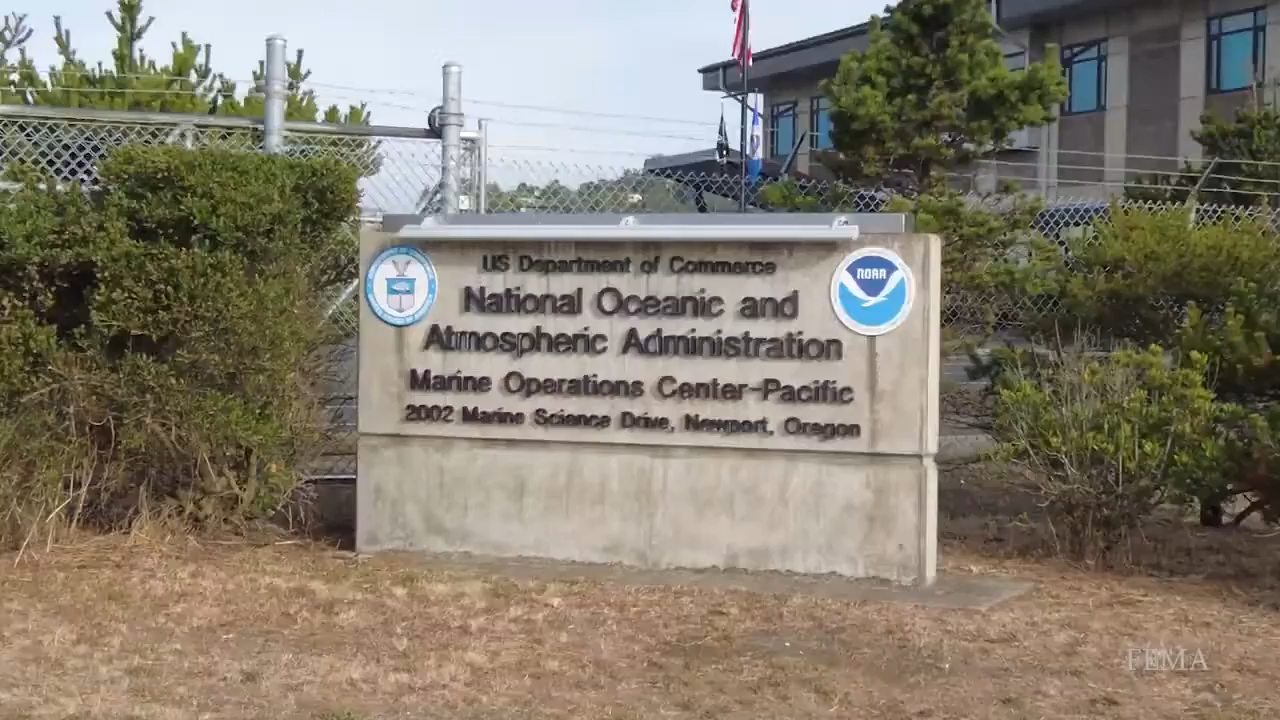 US Department of Commerce
National Oceanic and
Atmospheric Administration
Marine Operations Center-Pacific
2002 Marine Science Drive, Newport, Oregon
NOAA
FEMA